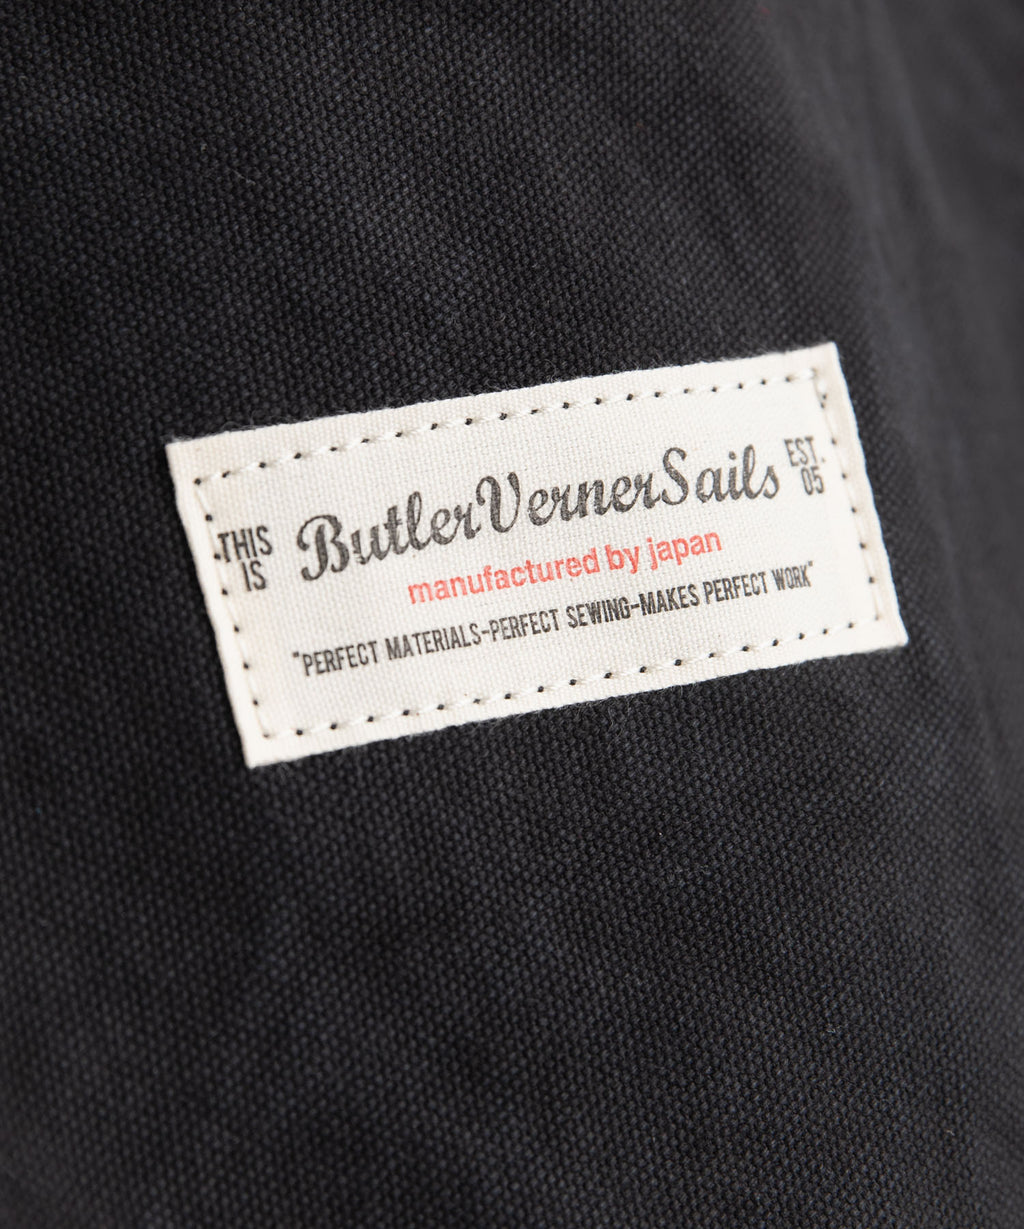 THIS IS
ButlerVernerSails
EST. 05
manufactured by japan
"PERFECT MATERIALS-PERFECT SEWING-MAKES PERFECT WORK"